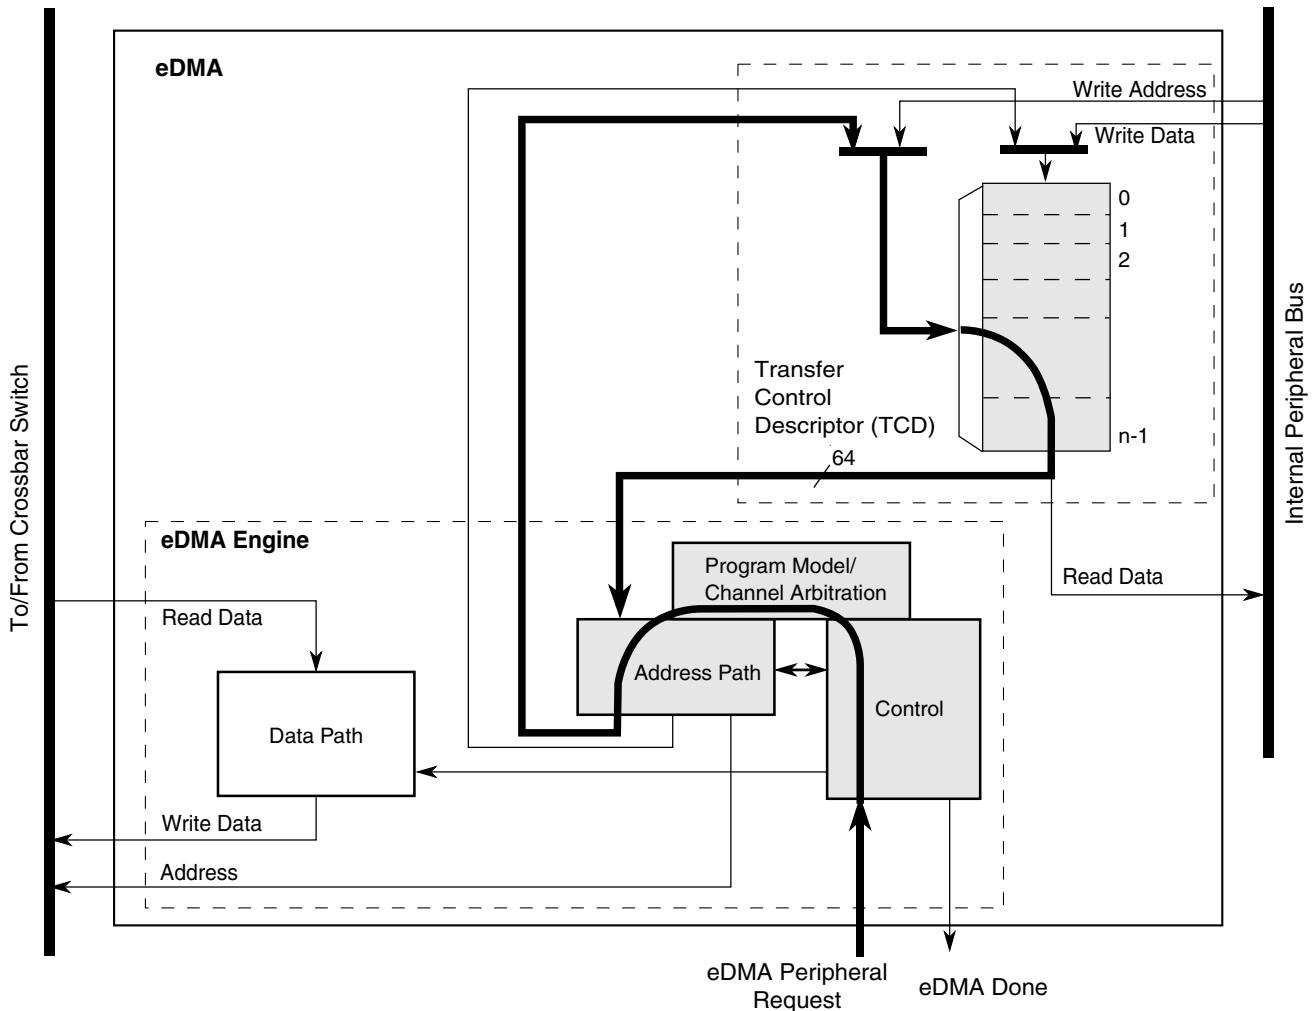 eDMA
Write Address
Write Data
0
1
2
n-1
Transfer
Control
Descriptor (TCD)
64
To/From Crossbar Switch
Internal Peripheral Bus
eDMA Engine
Program Model/
Channel Arbitration
Read Data
Read Data
Address Path
Control
Data Path
Write Data
Address
eDMA Peripheral
Request
eDMA Done